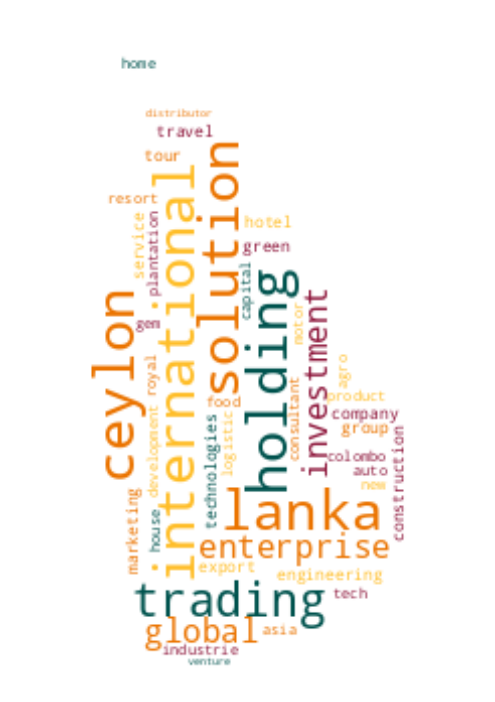 home
distributor
travel
tour
solution
international
resort
service
plantation
hotel
green
capital
holding
ceylon
investment
motor
gem
royal
agro
consultant
product
food
company
group
logistic
technologies
development
colombo
auto
construction
new
marketing
house
lanka
enterprise
export
engineering
trading
tech
global
asia
industrie
venture